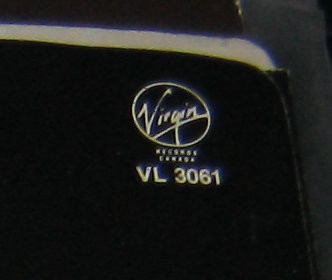 Virgin
RECORDS
CANADA
VL 3061